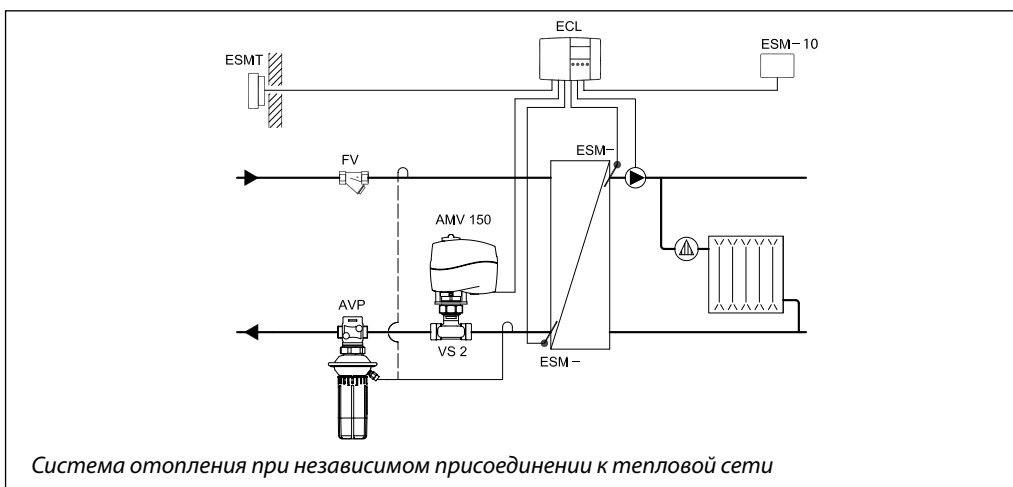 ECL
ESM-10
ESMT
ESM-
FV
AMV 150
AVP
VS 2
ESM-
Система отопления при независимом присоединении к тепловой сети